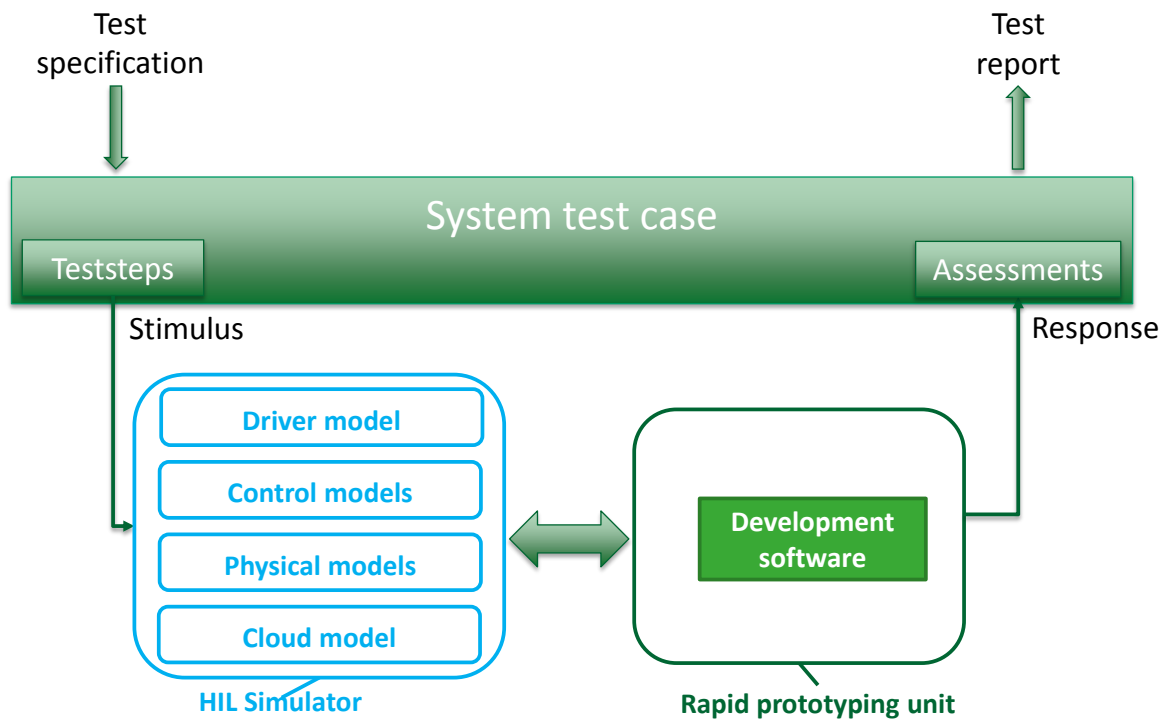 Test
specification
Test
report
System test case
Teststeps
Assessments
Stimulus
Response
Driver model
Control models
Physical models
Cloud model
HIL Simulator
Development
software
Rapid prototyping unit